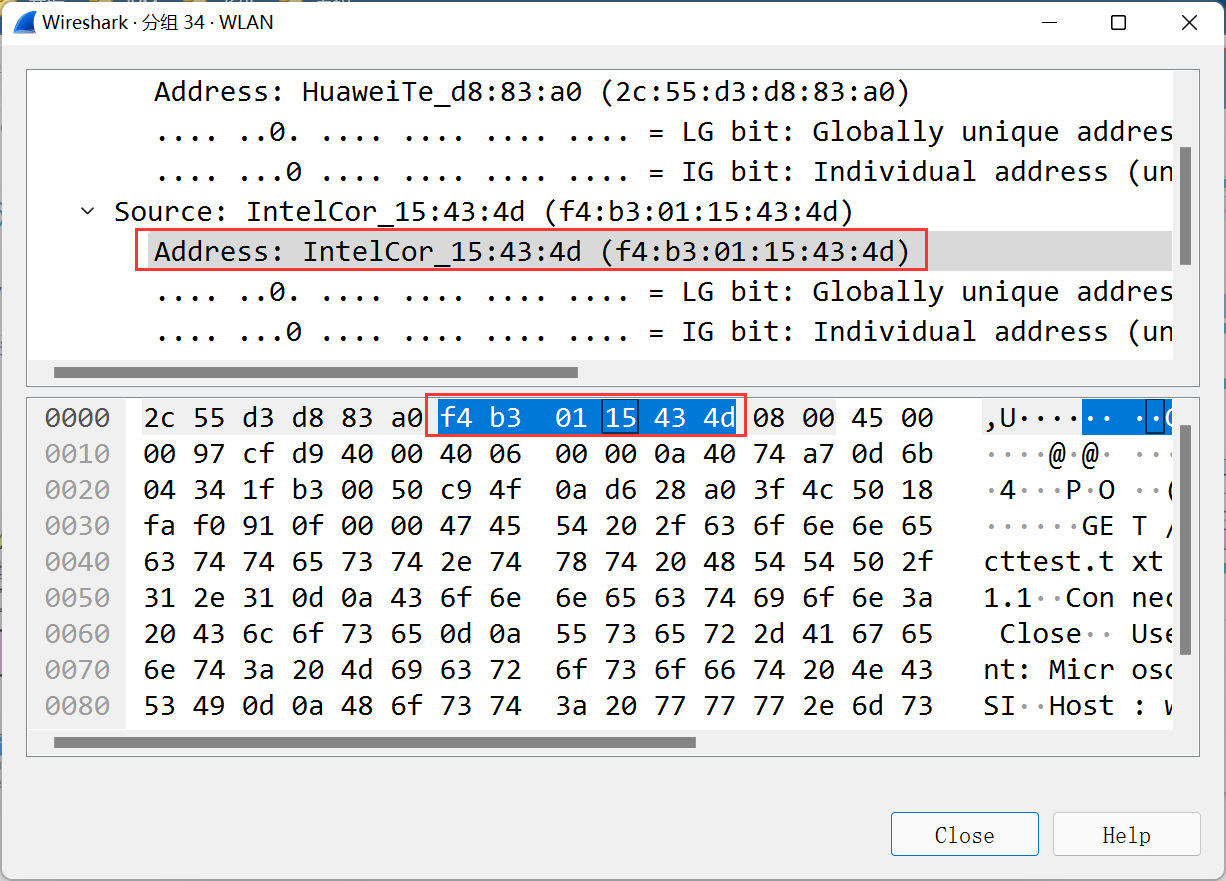 Wireshark · 分组 34 · WLAN
Address: HuaweiTe_d8:83:a0 (2c:55:d3:d8:83:a0)
.... ..0. .... .... .... .... = LG bit: Globally unique addres
.... ...0 .... .... .... .... = IG bit: Individual address (un
Source: IntelCor_15:43:4d (f4:b3:01:15:43:4d)
Address: IntelCor_15:43:4d (f4:b3:01:15:43:4d)
.... ..0. .... .... .... .... = LG bit: Globally unique addres
.... ...0 .... .... .... .... = IG bit: Individual address (un
0000 2c 55 d3 d8 83 a0 f4 b3 01 15 43 4d 08 00 45 00 ,U···· ·· ··C
0010 00 97 cf d9 40 00 40 06 00 00 0a 40 74 a7 0d 6b ····@·@· ···
0020 04 34 1f b3 00 50 c9 4f 0a d6 28 a0 3f 4c 50 18 ·4···P·O ··(
0030 fa f0 91 0f 00 00 47 45 54 20 2f 63 6f 6e 6e 65 ······GE T /
0040 63 74 74 65 73 74 2e 74 78 74 20 48 54 54 50 2f cttest.t xt
0050 31 2e 31 0d 0a 43 6f 6e 6e 65 63 74 69 6f 6e 3a 1.1··Con nec
0060 20 43 6c 6f 73 65 0d 0a 55 73 65 72 2d 41 67 65 Close·· Use
0070 6e 74 3a 20 4d 69 63 72 6f 73 6f 66 74 20 4e 43 nt: Micr oso
0080 53 49 0d 0a 48 6f 73 74 3a 20 77 77 77 2e 6d 73 SI··Host : w
Close Help